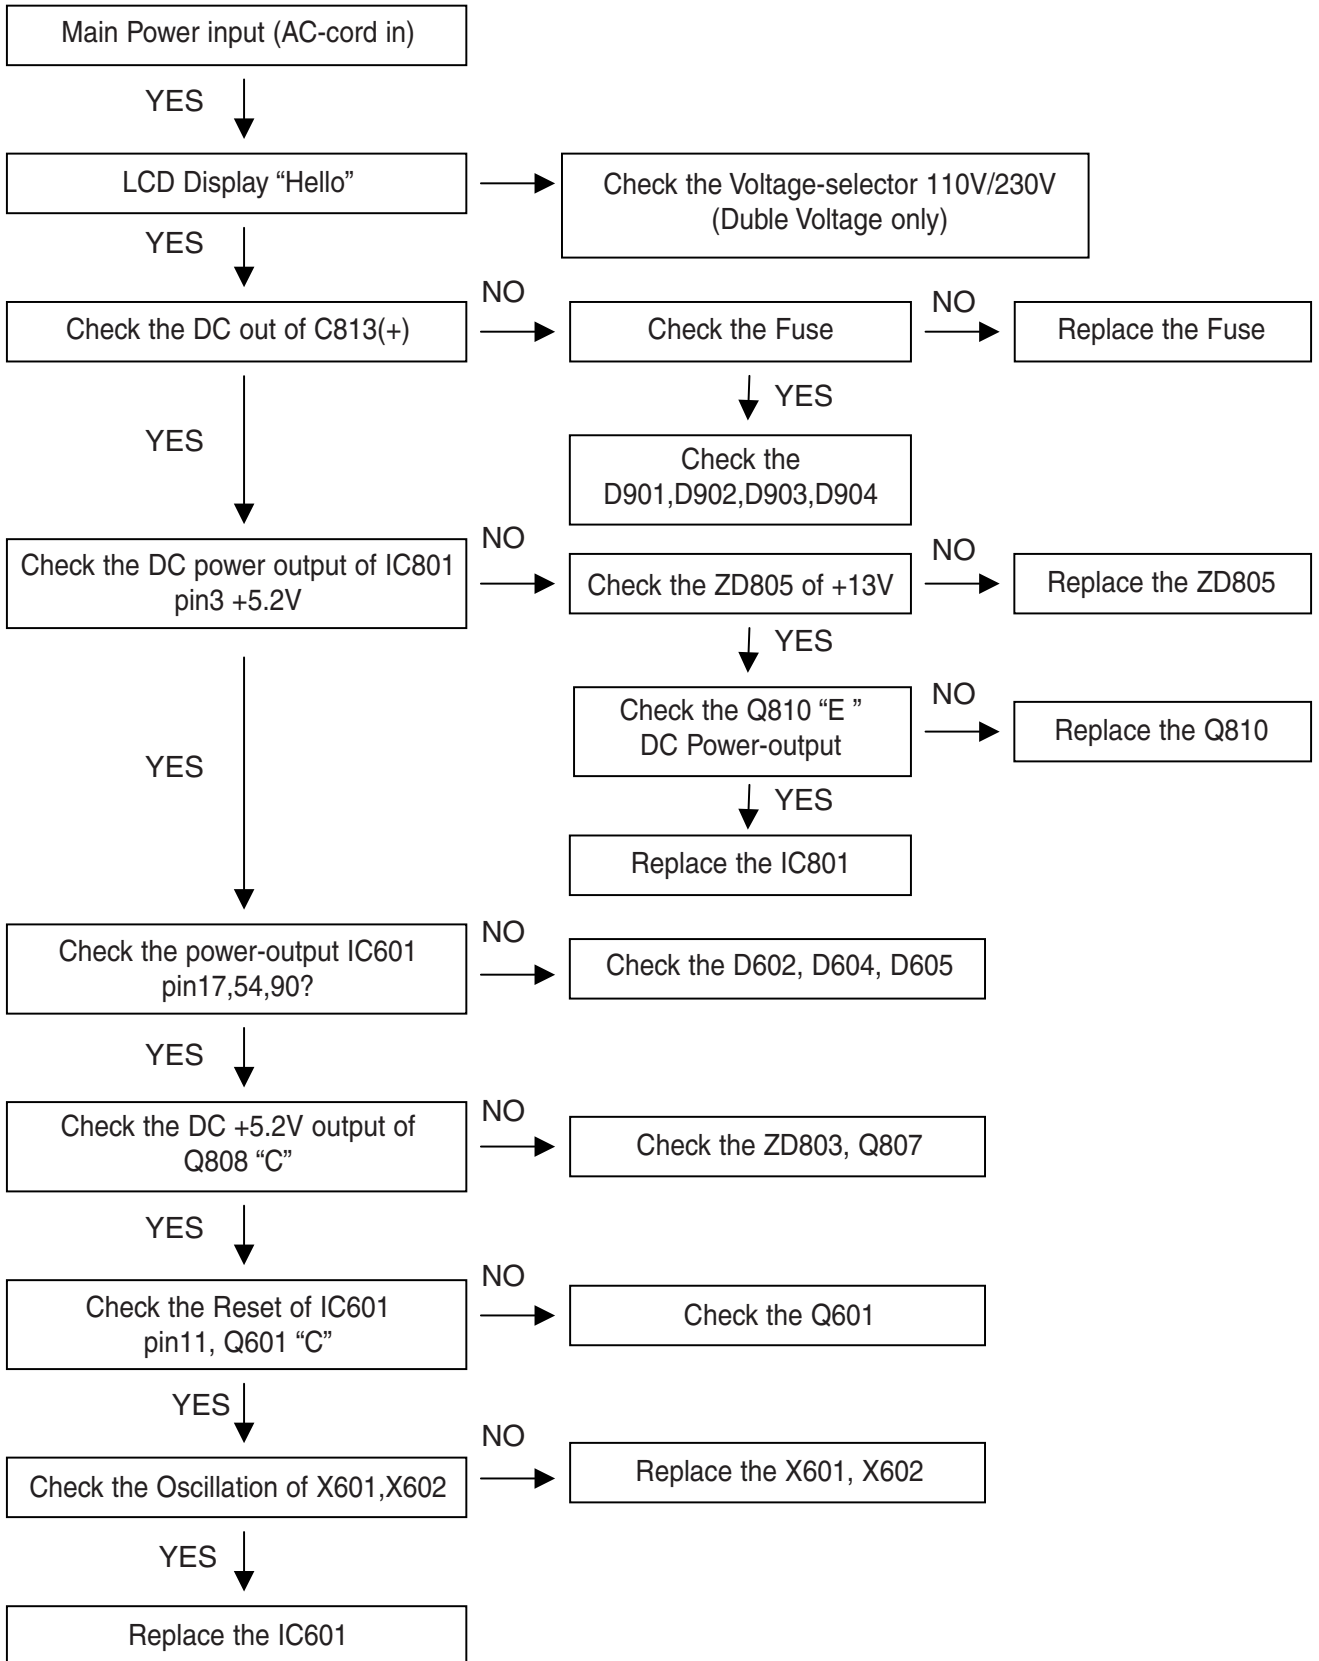 Main Power input (AC-cord in)
YES
LCD Display “Hello”
Check the Voltage-selector 110V/230V
(Duble Voltage only)
YES
Check the DC out of C813(+)
NO
Check the Fuse
NO
Replace the Fuse
YES
Check the
D901,D902,D903,D904
YES
Check the DC power output of IC801
pin3 +5.2V
NO
Check the ZD805 of +13V
NO
Replace the ZD805
YES
Check the Q810 “E ”
DC Power-output
NO
Replace the Q810
YES
Replace the IC801
YES
Check the power-output IC601
pin17,54,90?
NO
Check the D602, D604, D605
YES
Check the DC +5.2V output of
Q808 “C”
NO
Check the ZD803, Q807
YES
Check the Reset of IC601
pin11, Q601 “C”
NO
Check the Q601
YES
Check the Oscillation of X601,X602
NO
Replace the X601, X602
YES
Replace the IC601